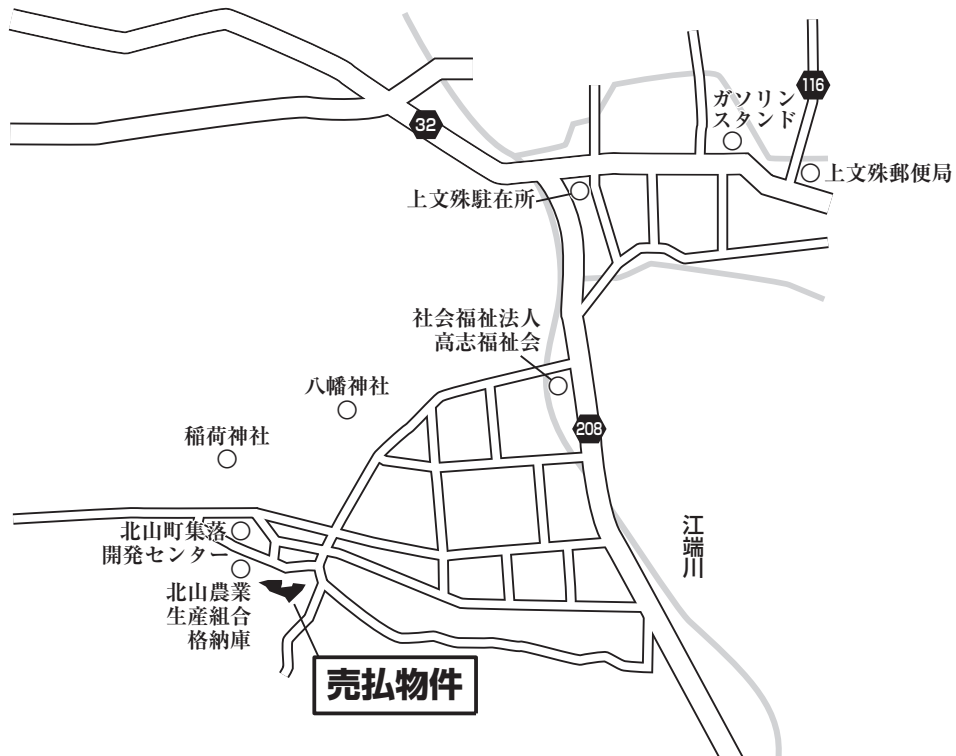 116
ガソリン
スタンド
32
上文殊郵便局
上文殊駐在所
社会福祉法人
高志福祉会
八幡神社
208
稲荷神社
江端川
北山町集落
開発センター
北山農業
生産組合
格納庫
売払物件